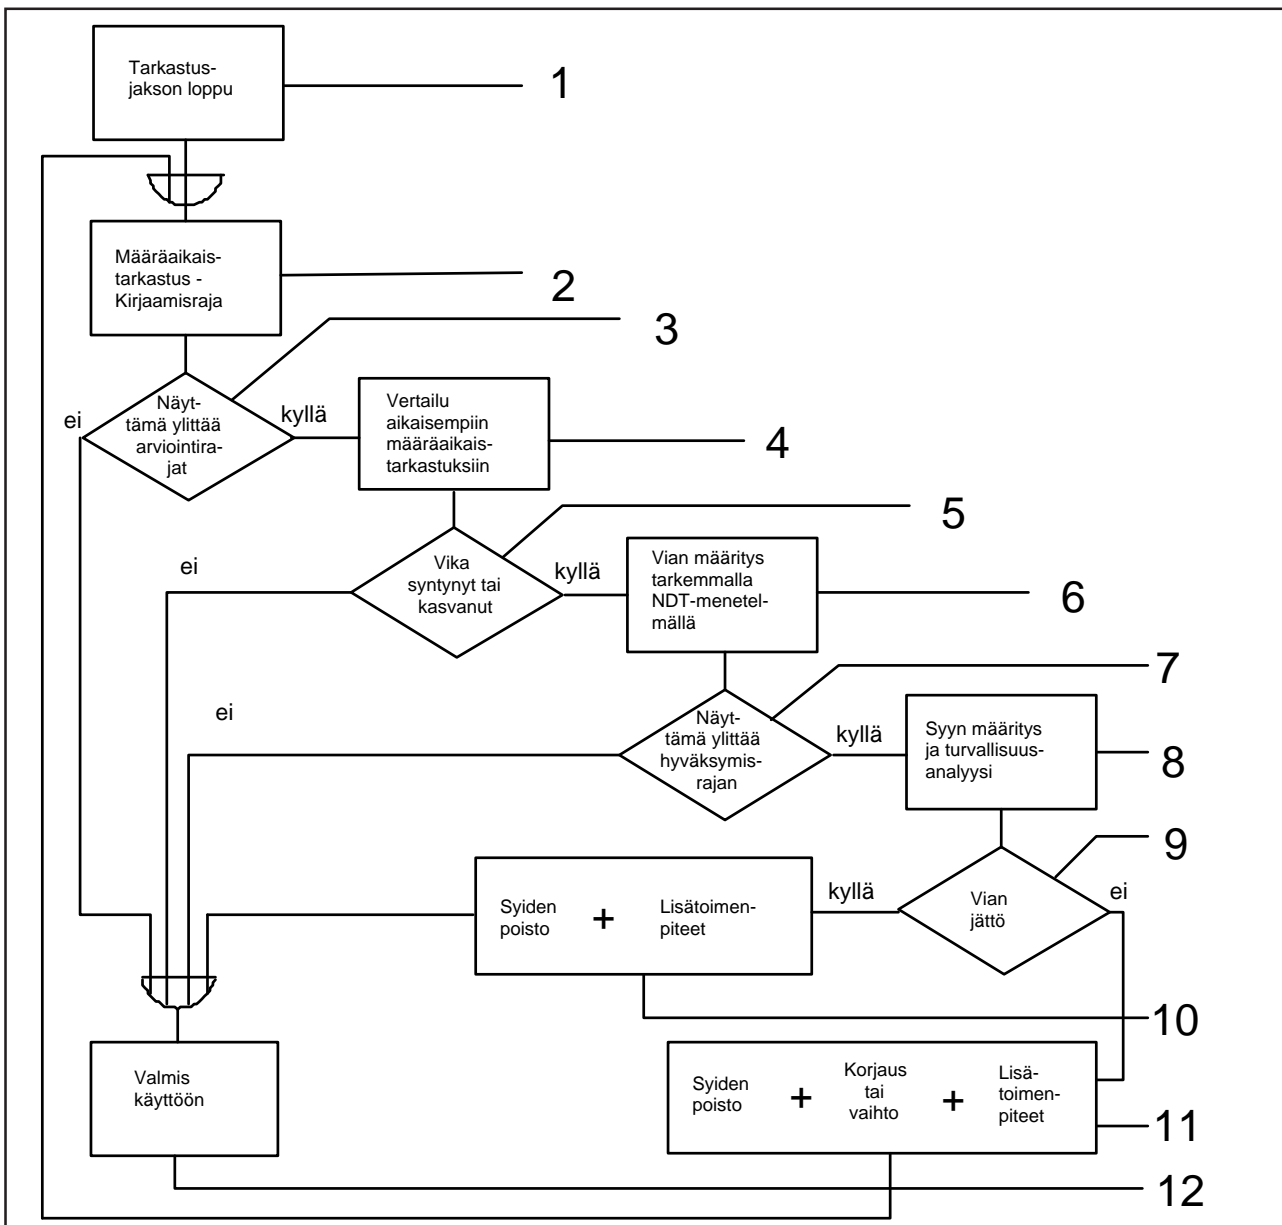 Tarkastus-
jakson loppu
1
Määräaikais-
tarkastus -
Kirjaamisraja
2
3
Näyt-
tämä ylittää
arviointira-
jat
ei
kyllä
Vertailu
aikaisempiin
määräaikais-
tarkastuksiin
4
5
Vika
syntynyt tai
kasvanut
ei
kyllä
Vian määritys
tarkemmalla
NDT-menetel-
mällä
6
7
Näyt-
tämä ylittää
hyväksymis-
rajan
ei
kyllä
Syyn määritys
ja turvallisuus-
analyysi
8
9
Vian
jättö
kyllä
ei
Syiden
poisto
+
Lisätoimen-
piteet
10
Syiden
poisto
+
Korjaus
tai
vaihto
+
Lisä-
toimen-
piteet
11
Valmis
käyttöön
12